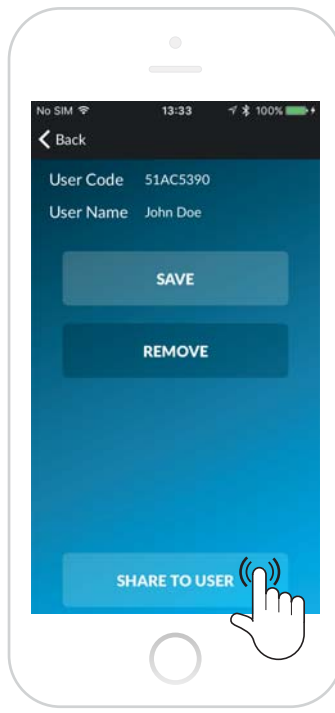 No SIM 13:33 100%
Back
User Code 51AC5390
User Name John Doe
SAVE
REMOVE
SHARE TO USER